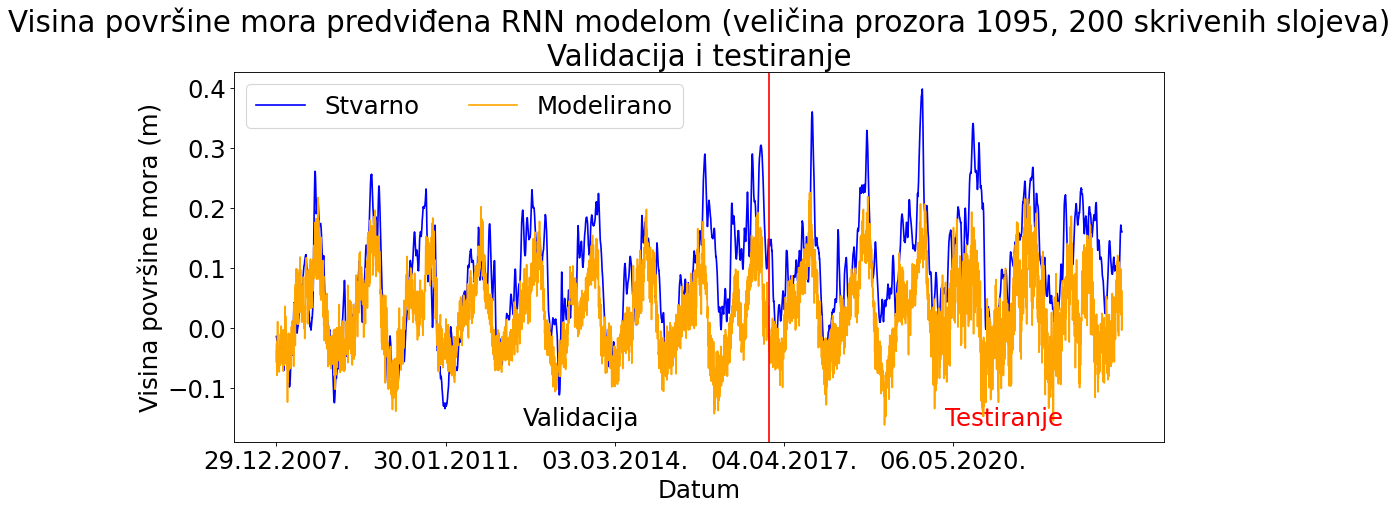 Visina površine mora predviđena RNN modelom (veličina prozora 1095, 200 skrivenih slojeva)
Validacija i testiranje
Stvarno Modelirano
Visina površine mora (m)
0.4
0.3
0.2
0.1
0.0
−0.1
Validacija
Testiranje
29.12.2007. 30.01.2011. 03.03.2014. 04.04.2017. 06.05.2020.
Datum